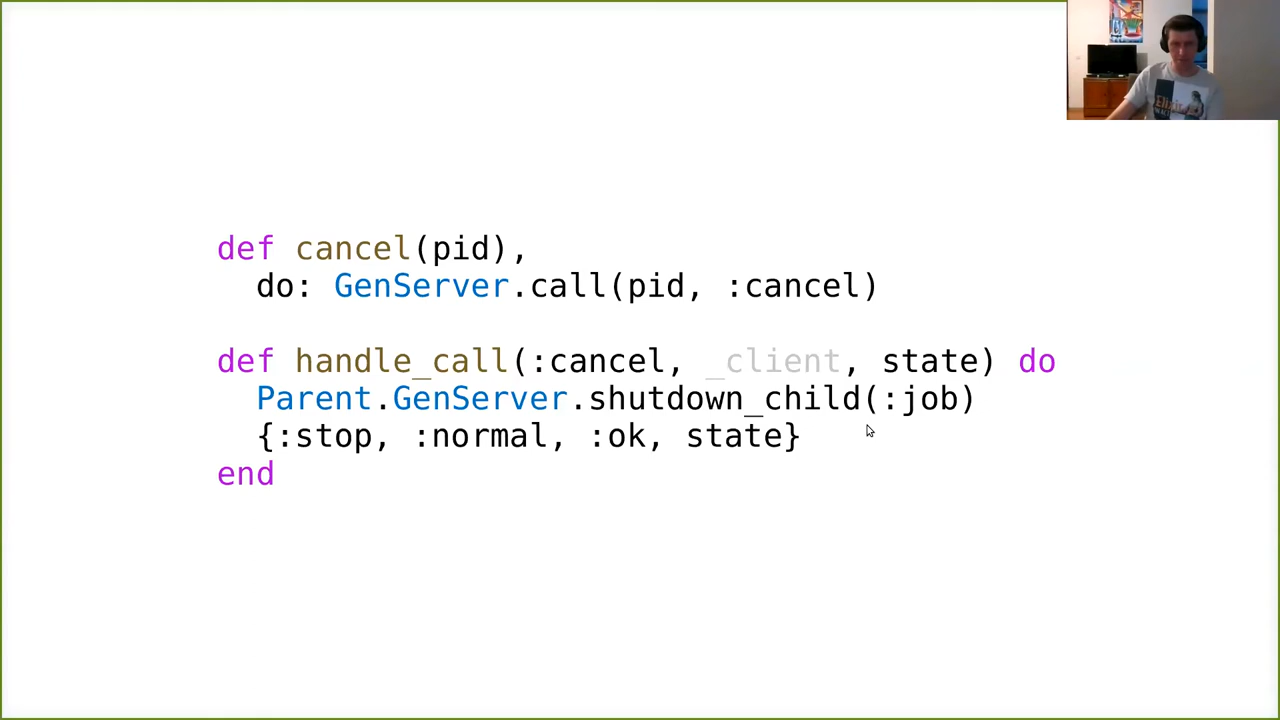 def cancel(pid),
do: GenServer.call(pid, :cancel)
def handle_call(:cancel, _client, state) do
Parent.GenServer.shutdown_child(:job)
{:stop, :normal, :ok, state}
end
Elixir